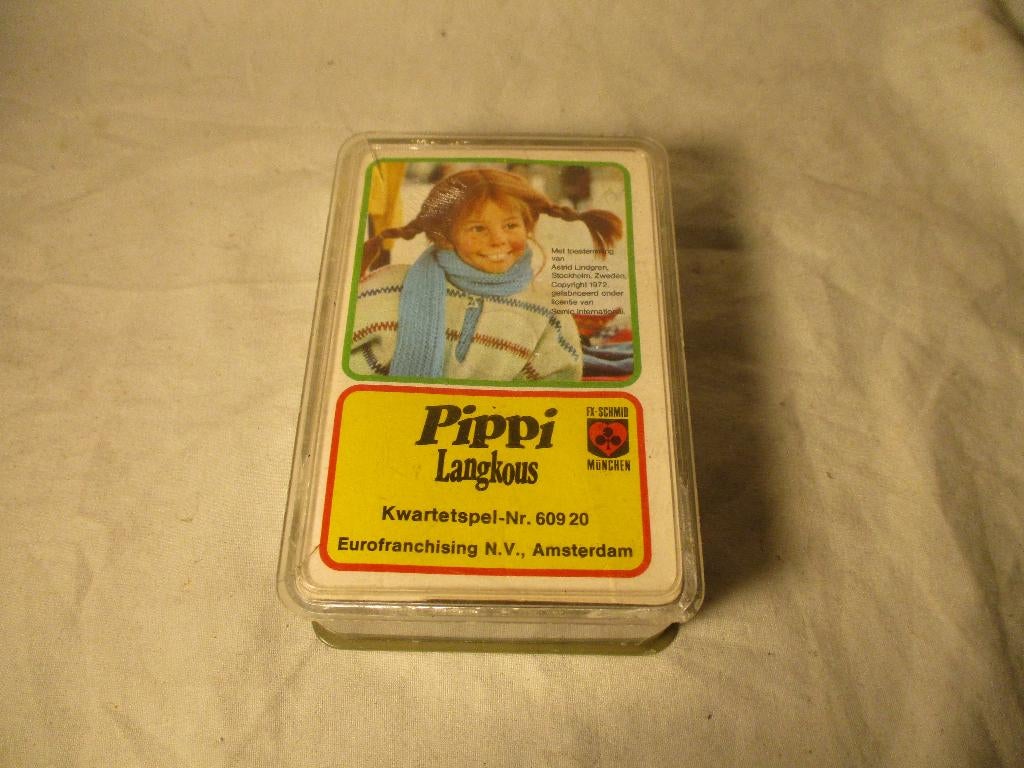 Met toestemming
van
Astrid Lindgren,
Stockholm, Zweden,
Copyright 1972,
gefabriceerd onder
licentie van
Semic International.
Pippi
Langkous
FX-SCHMID
MÜNCHEN
Kwartetspel-Nr. 609 20
Eurofranchising N.V., Amsterdam